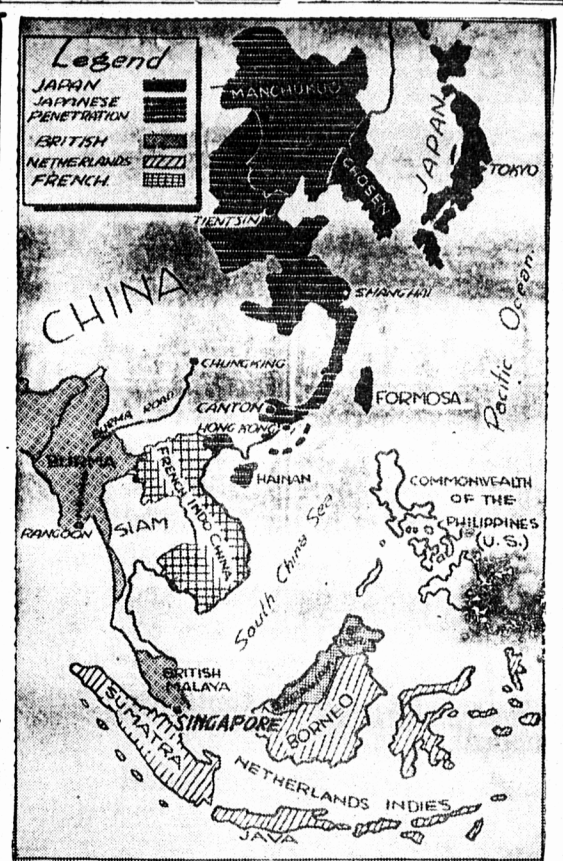 Legend
JAPAN
JAPANESE
PENETRATION
BRITISH
NETHERLANDS
FRENCH
MANCHUKUO
CHOSEN
JAPAN
TOKYO
TIENTSIN
CHINA
SHANGHAI
Pacific Ocean
CHUNGKING
BURMA ROAD
CANTON
FORMOSA
HONG KONG
BURMA
HAINAN
FRENCH INDO CHINA
COMMONWEALTH
OF THE
PHILIPPINES
(U.S.)
RANGOON
SIAM
South China Sea
BRITISH
MALAYA
SUMATRA
SINGAPORE
BORNEO
NETHERLANDS INDIES
JAVA